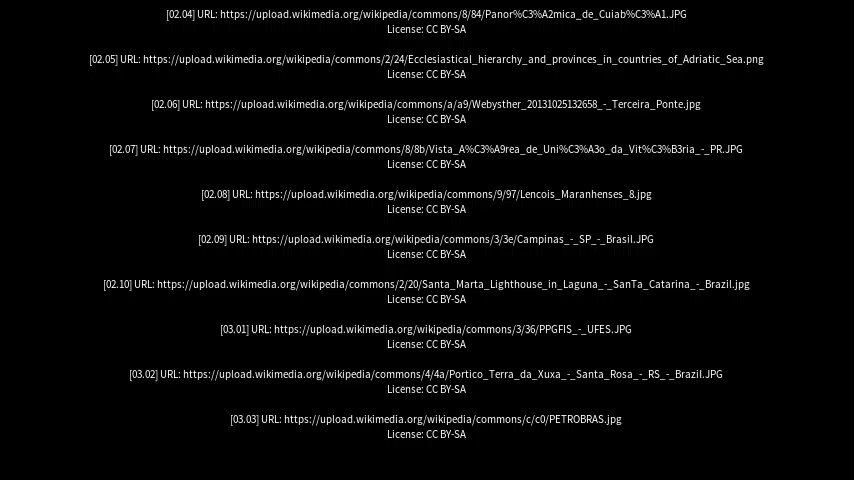 [02.04] URL: https://upload.wikimedia.org/wikipedia/commons/8/84/Panor%C3%A2mica_de_Cuiab%C3%A1.JPG
License: CC BY-SA
[02.05] URL: https://upload.wikimedia.org/wikipedia/commons/2/24/Ecclesiastical_hierarchy_and_provinces_in_countries_of_Adriatic_Sea.png
License: CC BY-SA
[02.06] URL: https://upload.wikimedia.org/wikipedia/commons/a/a9/Webysther_20131025132658_-_Terceira_Ponte.jpg
License: CC BY-SA
[02.07] URL: https://upload.wikimedia.org/wikipedia/commons/8/8b/Vista_A%C3%A9rea_de_Uni%C3%A3o_da_Vit%C3%B3ria_-_PR.JPG
License: CC BY-SA
[02.08] URL: https://upload.wikimedia.org/wikipedia/commons/9/97/Lencois_Maranhenses_8.jpg
License: CC BY-SA
[02.09] URL: https://upload.wikimedia.org/wikipedia/commons/3/3e/Campinas_-_SP_-_Brasil.JPG
License: CC BY-SA
[02.10] URL: https://upload.wikimedia.org/wikipedia/commons/2/20/Santa_Marta_Lighthouse_in_Laguna_-_SanTa_Catarina_-_Brazil.jpg
License: CC BY-SA
[03.01] URL: https://upload.wikimedia.org/wikipedia/commons/3/36/PPGFIS_-_UFES.JPG
License: CC BY-SA
[03.02] URL: https://upload.wikimedia.org/wikipedia/commons/4/4a/Portico_Terra_da_Xuxa_-_Santa_Rosa_-_RS_-_Brazil.JPG
License: CC BY-SA
[03.03] URL: https://upload.wikimedia.org/wikipedia/commons/c/c0/PETROBRAS.jpg
License: CC BY-SA